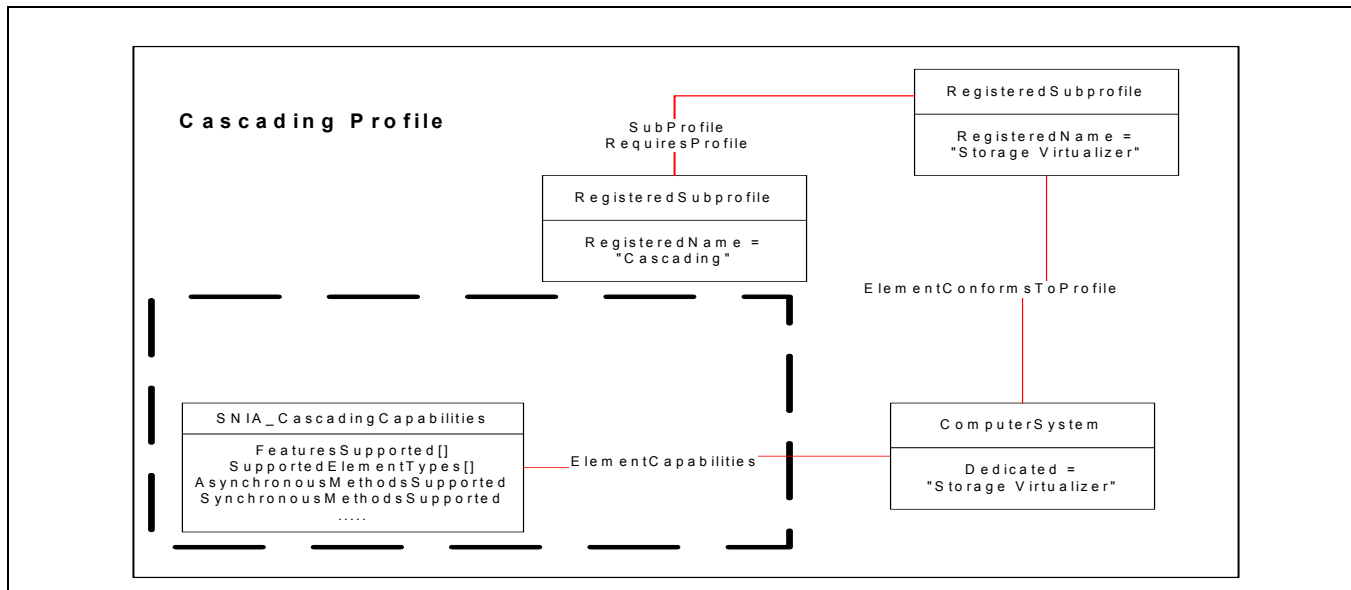 Cascading Profile
SubProfile
RequiresProfile
RegisteredSubprofile
RegisteredName =
"Storage Virtualizer"
RegisteredSubprofile
RegisteredName =
"Cascading"
ElementConformsToProfile
SNIA_CascadingCapabilities
FeaturesSupported[]
SupportedElementTypes[]
AsynchronousMethodsSupported
SynchronousMethodsSupported
.....
ElementCapabilities
ComputerSystem
Dedicated =
"Storage Virtualizer"